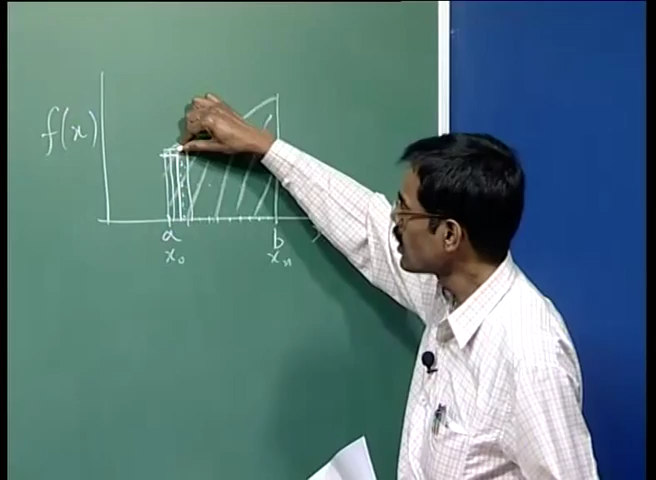 f(x)
a b
x₀ xₙ